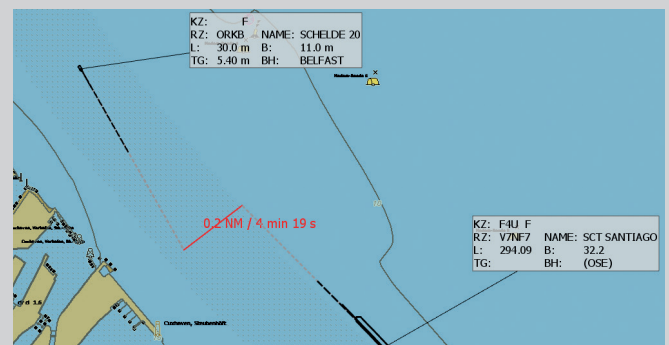 KZ: F
RZ: ORKB NAME: SCHELDE 20
L: 30.0 m B: 11.0 m
TG: 5.40 m BH: BELFAST
0.2 NM / 4 min 19 s
KZ: F4U F
RZ: V7NF7 NAME: SCT SANTIAGO
L: 294.09 B: 32.2
TG: BH: (OSE)
Cuxhaven, Steubenhöft